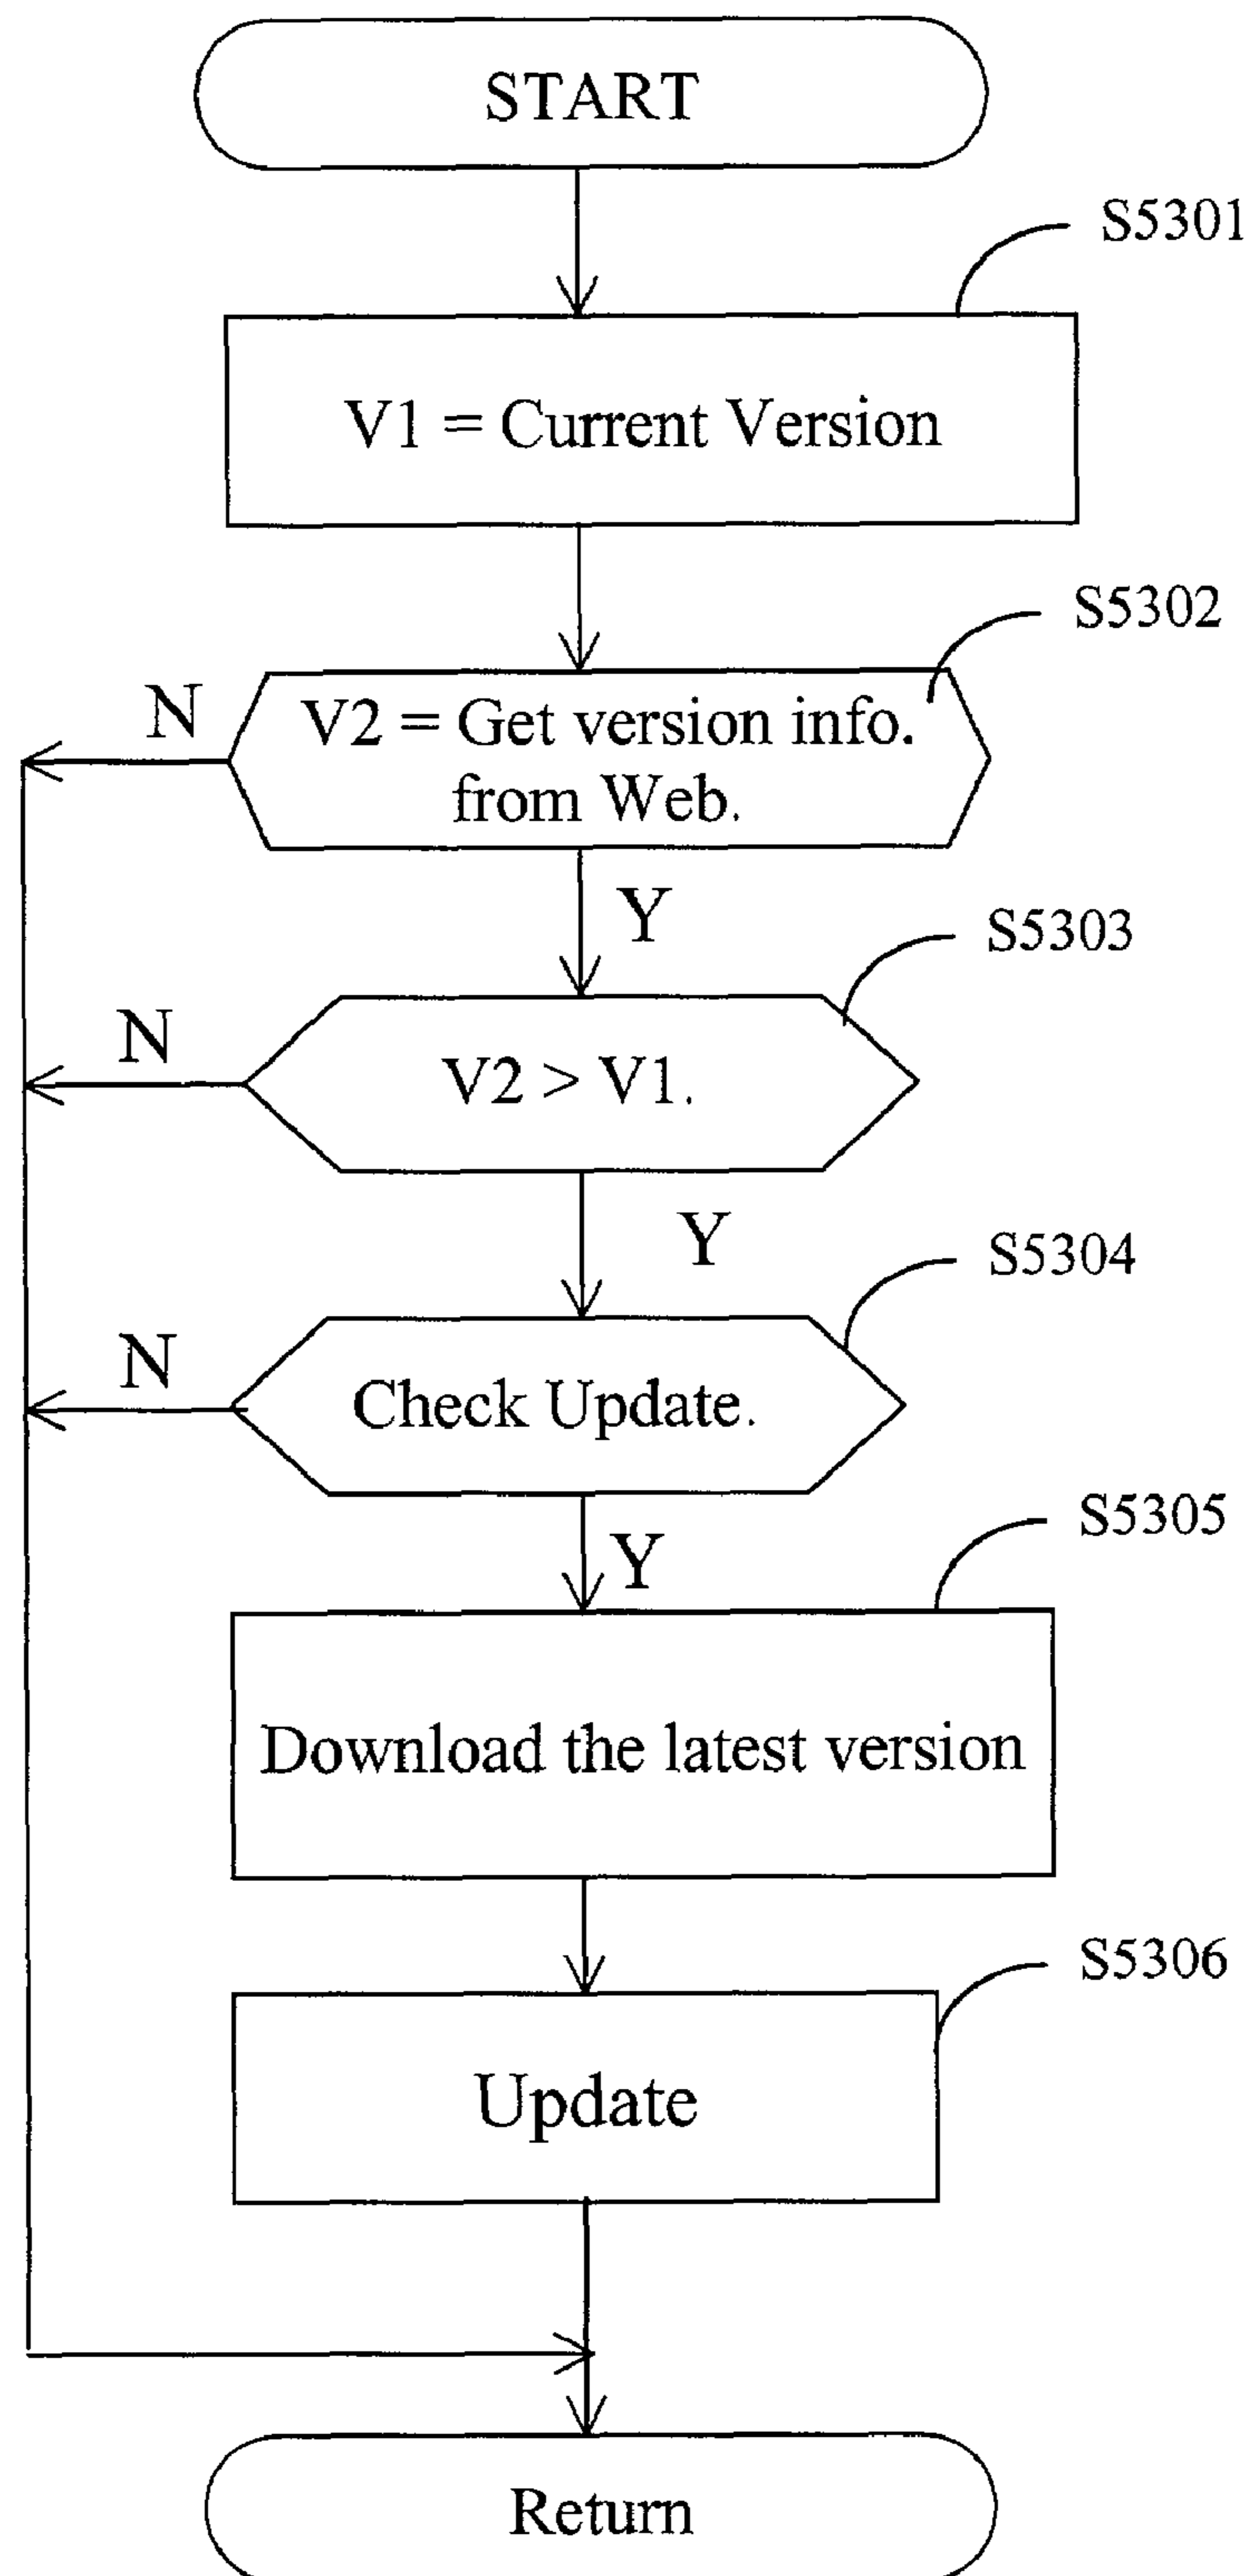 START
S5301
V1 = Current Version
S5302
N
V2 = Get version info.
from Web.
Y
S5303
N
V2 > V1.
Y
S5304
N
Check Update.
Y
S5305
Download the latest version
S5306
Update
Return